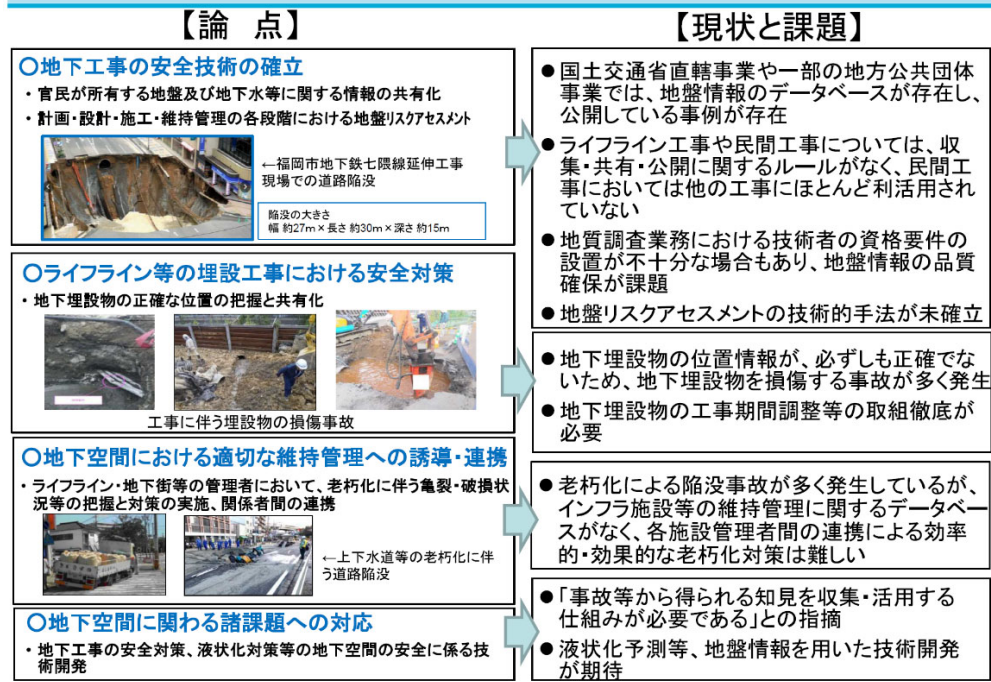 【論　点】
〇地下工事の安全技術の確立
・官民が所有する地盤及び地下水等に関する情報の共有化
・計画・設計・施工・維持管理の各段階における地盤リスクアセスメント
←福岡市地下鉄七隈線延伸工事
現場での道路陥没
陥没の大きさ
幅 約27m×長さ 約30m×深さ 約15m
〇ライフライン等の埋設工事における安全対策
・地下埋設物の正確な位置の把握と共有化
工事に伴う埋設物の損傷事故
〇地下空間における適切な維持管理への誘導・連携
・ライフライン・地下街等の管理者において、老朽化に伴う亀裂・破損状
況等の把握と対策の実施、関係者間の連携
←上下水道等の老朽化に伴
う道路陥没
〇地下空間に関わる諸課題への対応
・地下工事の安全対策、液状化対策等の地下空間の安全に係る技
術開発
【現状と課題】
●国土交通省直轄事業や一部の地方公共団体
事業では、地盤情報のデータベースが存在し、
公開している事例が存在
●ライフライン工事や民間工事については、収
集・共有・公開に関するルールがなく、民間工
事においては他の工事にほとんど利活用され
ていない
●地質調査業務における技術者の資格要件の
設置が不十分な場合もあり、地盤情報の品質
確保が課題
●地盤リスクアセスメントの技術的手法が未確立
●地下埋設物の位置情報が、必ずしも正確でな
いため、地下埋設物を損傷する事故が多く発生
●地下埋設物の工事期間調整等の取組徹底が
必要
●老朽化による陥没事故が多く発生しているが、
インフラ施設等の維持管理に関するデータベー
スがなく、各施設管理者間の連携による効率
的・効果的な老朽化対策は難しい
●「事故等から得られる知見を収集・活用する
仕組みが必要である」との指摘
●液状化予測等、地盤情報を用いた技術開発
が期待